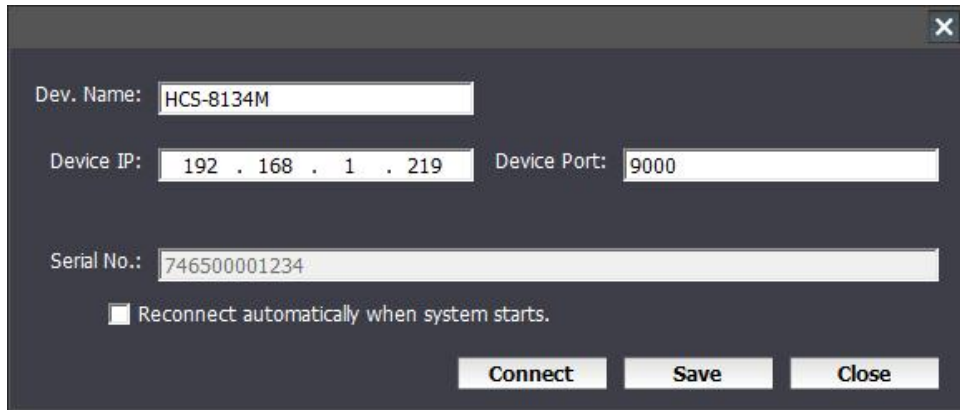 Dev. Name: HCS-8134M
Device IP: 192 . 168 . 1 . 219 Device Port: 9000
Serial No.: 746500001234
Reconnect automatically when system starts.
Connect Save Close